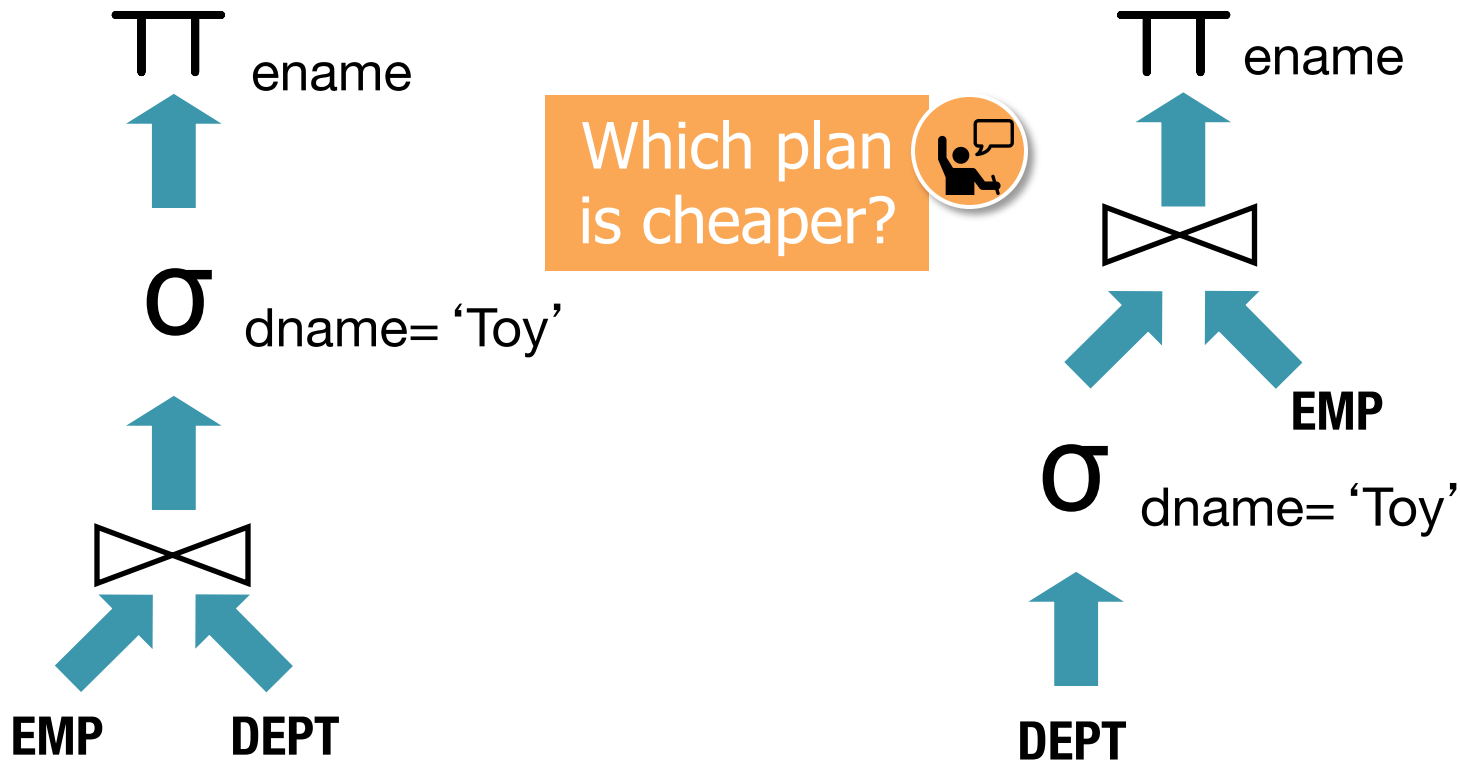 π ename
σ dname= ‘Toy’
EMP DEPT
Which plan
is cheaper?
π ename
EMP
σ dname= ‘Toy’
DEPT